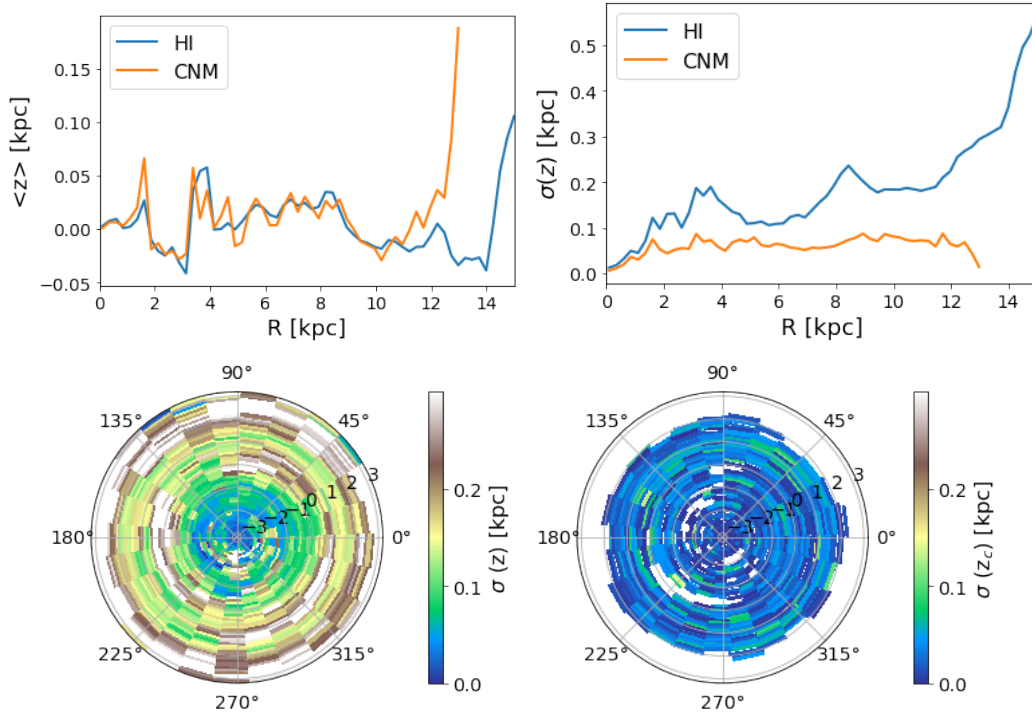 HI
CNM
0.15
0.10
0.05
0.00
−0.05
<z> [kpc]
0 2 4 6 8 10 12 14
R [kpc]
HI
CNM
0.5
0.4
0.3
0.2
0.1
0.0
σ(z) [kpc]
0 2 4 6 8 10 12 14
R [kpc]
90°
135° 45°
180° 0°
225° 315°
270°
−3 −2 −1 0 1 2 3
0.2
0.0
σ (z) [kpc]
90°
135° 45°
180° 0°
225° 315°
270°
−3 −2 −1 0 1 2 3
0.2
0.0
σ (z_c) [kpc]